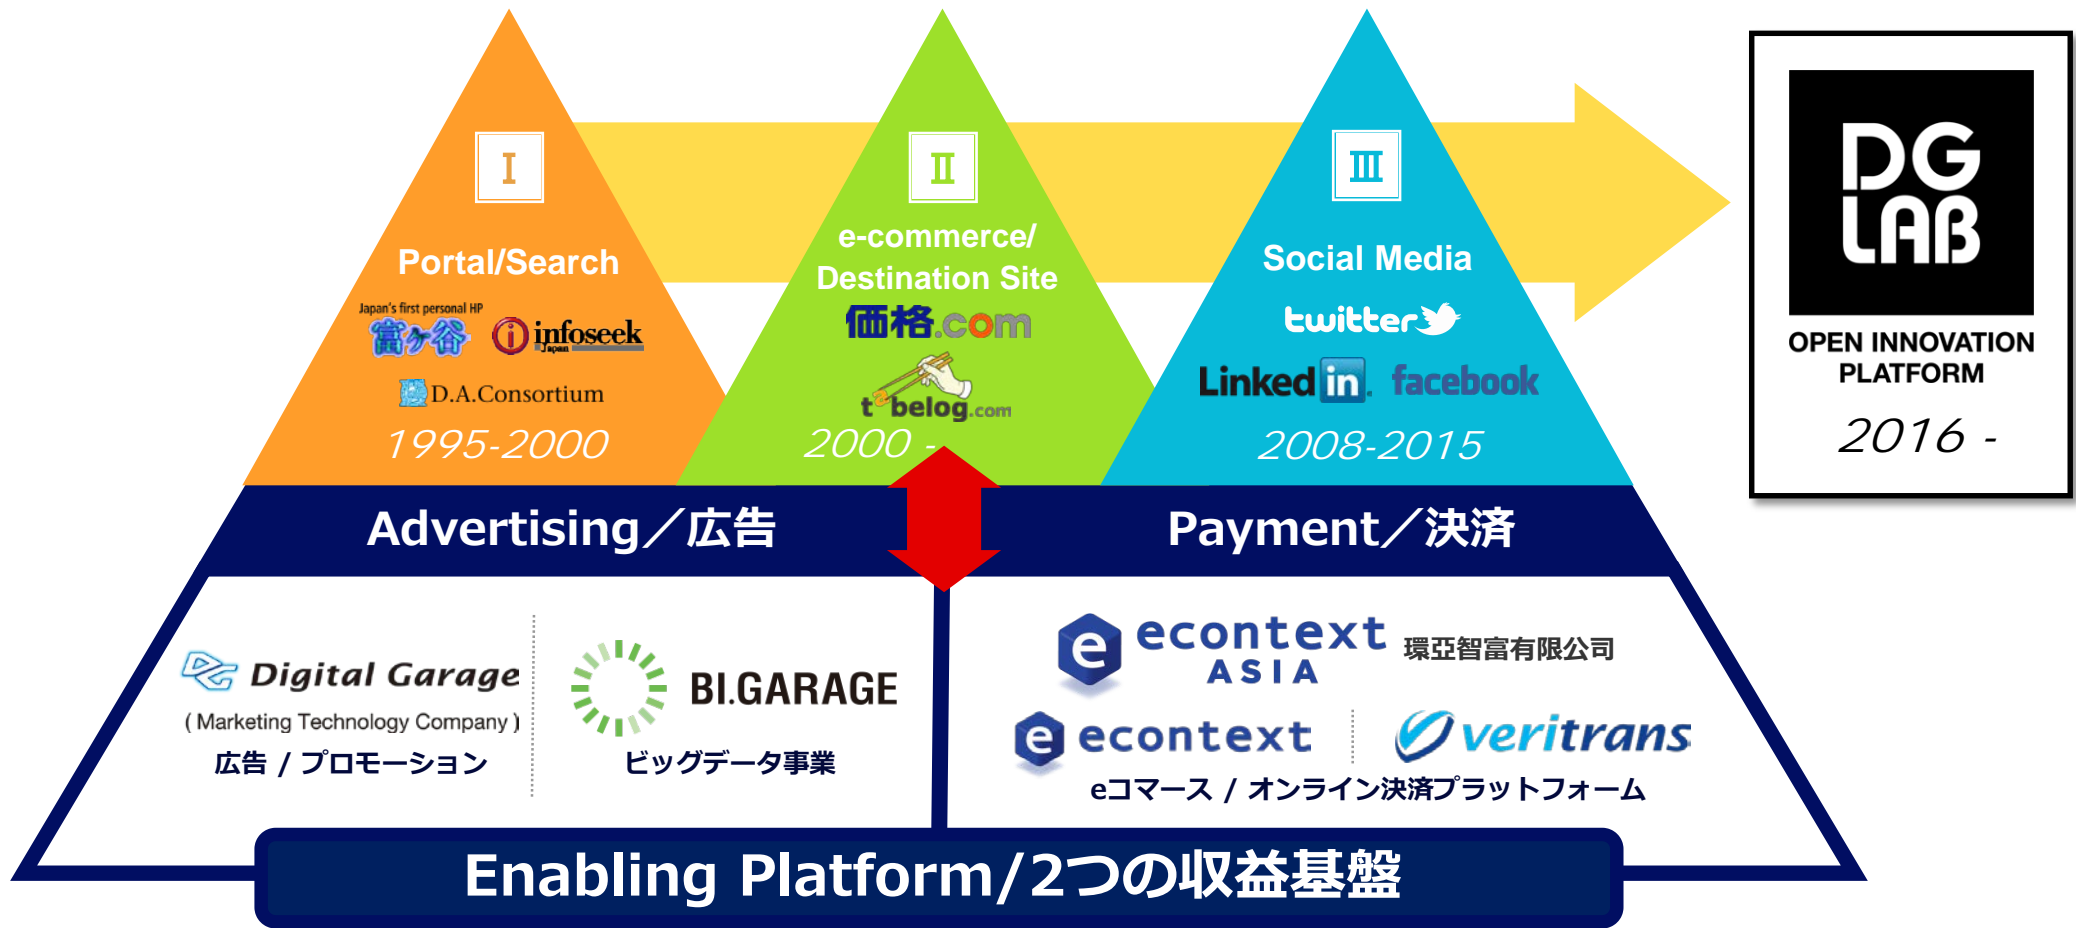 I
Portal/Search
Japan's first personal HP
富ヶ谷
infoseek
Japan
D.A.Consortium
1995-2000
II
e-commerce/
Destination Site
価格.com
tabelog.com
2000 -
III
Social Media
twitter
Linked in.
facebook
2008-2015
DG
LAB
OPEN INNOVATION
PLATFORM
2016 -
Advertising／広告
Payment／決済
DG Digital Garage
( Marketing Technology Company )
広告 / プロモーション
BI.GARAGE
ビッグデータ事業
e econtext
ASIA
環亞智富有限公司
e econtext
veritrans
eコマース / オンライン決済プラットフォーム
Enabling Platform/2つの収益基盤